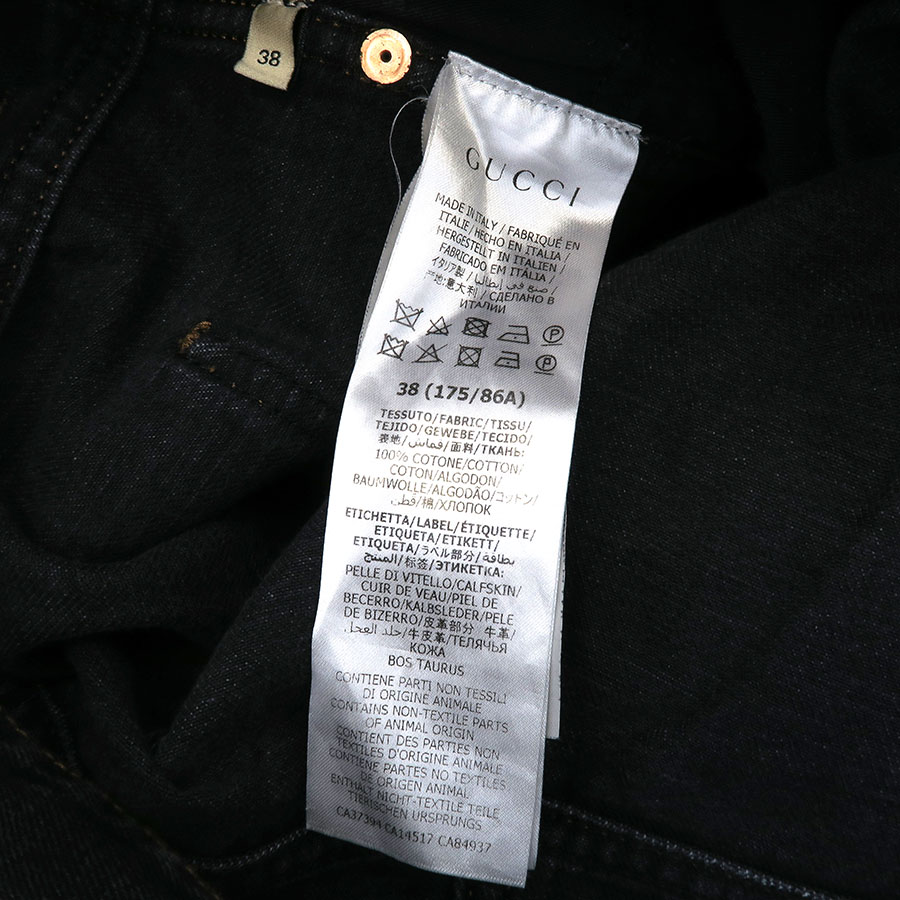 38
GUCCI
MADE IN ITALY / FABRIQUÉ EN
ITALIE / HECHO EN ITALIA /
HERGESTELLT IN ITALIEN /
FABRICADO EM ITÁLIA /
イタリア製 / صنع في إيطاليا /
产地:意大利 / СДЕЛАНО В
ИТАЛИИ
P
P
38 (175/86A)
TESSUTO/FABRIC/TISSU/
TEJIDO/GEWEBE/TECIDO/
表地/قماش/面料/ТКАНЬ:
100% COTONE/COTTON/
COTON/ALGODON/
BAUMWOLLE/ALGODÃO/コットン/
قطن/棉/ХЛОПОК
ETICHETTA/LABEL/ÉTIQUETTE/
ETIQUETA/ETIKETT/
ETIQUETA/ラベル部分/بطاقة
المنتج/标签/ЭТИКЕТКА:
PELLE DI VITELLO/CALFSKIN/
CUIR DE VEAU/PIEL DE
BECERRO/KALBSLEDER/PELE
DE BIZERRO/皮革部分 牛革/
جلد العجل/牛皮革/ТЕЛЯЧЬЯ
КОЖА
BOS TAURUS
CONTIENE PARTI NON TESSILI
DI ORIGINE ANIMALE
CONTAINS NON-TEXTILE PARTS
OF ANIMAL ORIGIN
CONTIENT DES PARTIES NON
TEXTILES D'ORIGINE ANIMALE
CONTIENE PARTES NO TEXTILES
DE ORIGEN ANIMAL
ENTHÄLT NICHT-TEXTILE TEILE
TIERISCHEN URSPRUNGS
CA37394 CA14517 CA84937